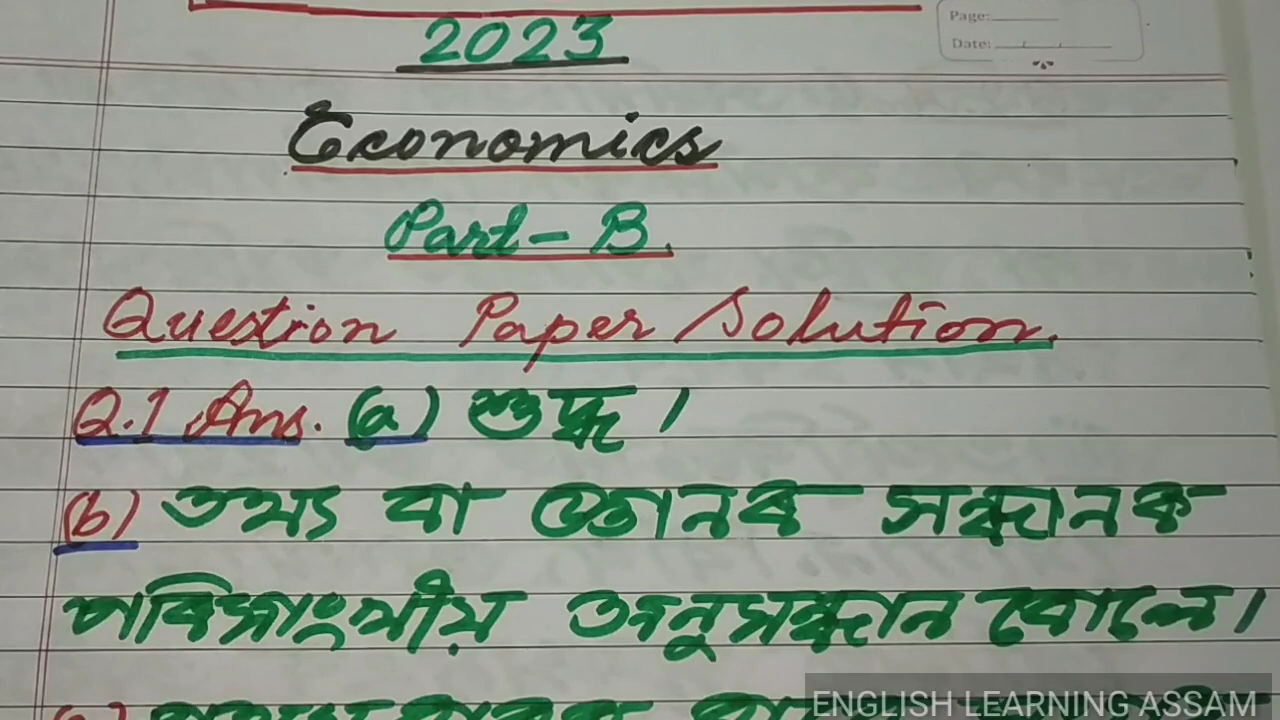 Page:
Date:
2023
Economics
Part-B.
Question Paper Solution.
Q.1 Ans. (a) শুদ্ধ।
(b) তথ্য বা জ্ঞানৰ সন্ধানক
পৰিসাংখ্যীয় অনুসন্ধান বোলে।
ENGLISH LEARNING ASSAM